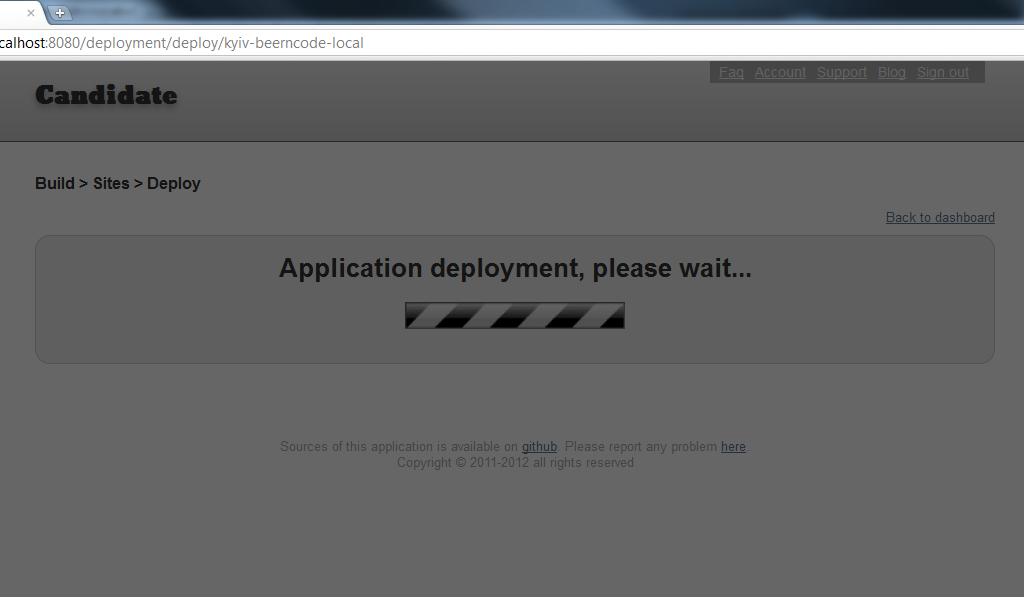 calhost:8080/deployment/deploy/kyiv-beerncode-local
Faq Account Support Blog Sign out
Candidate
Build > Sites > Deploy
Back to dashboard
Application deployment, please wait...
Sources of this application is available on github. Please report any problem here.
Copyright © 2011-2012 all rights reserved